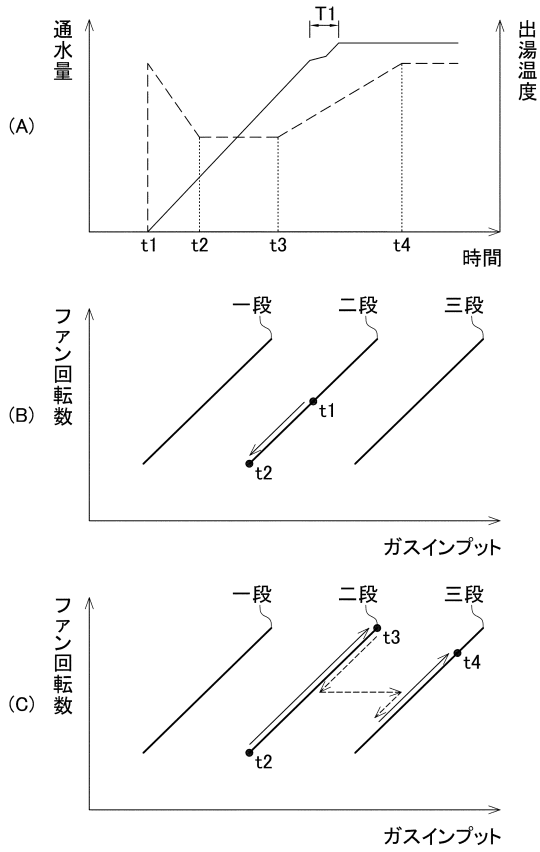 T1
通水量
出湯温度
(A)
t1
t2
t3
t4
時間
一段
二段
三段
ファン回転数
(B)
t1
t2
ガスインプット
一段
二段
三段
ファン回転数
(C)
t3
t4
t2
ガスインプット